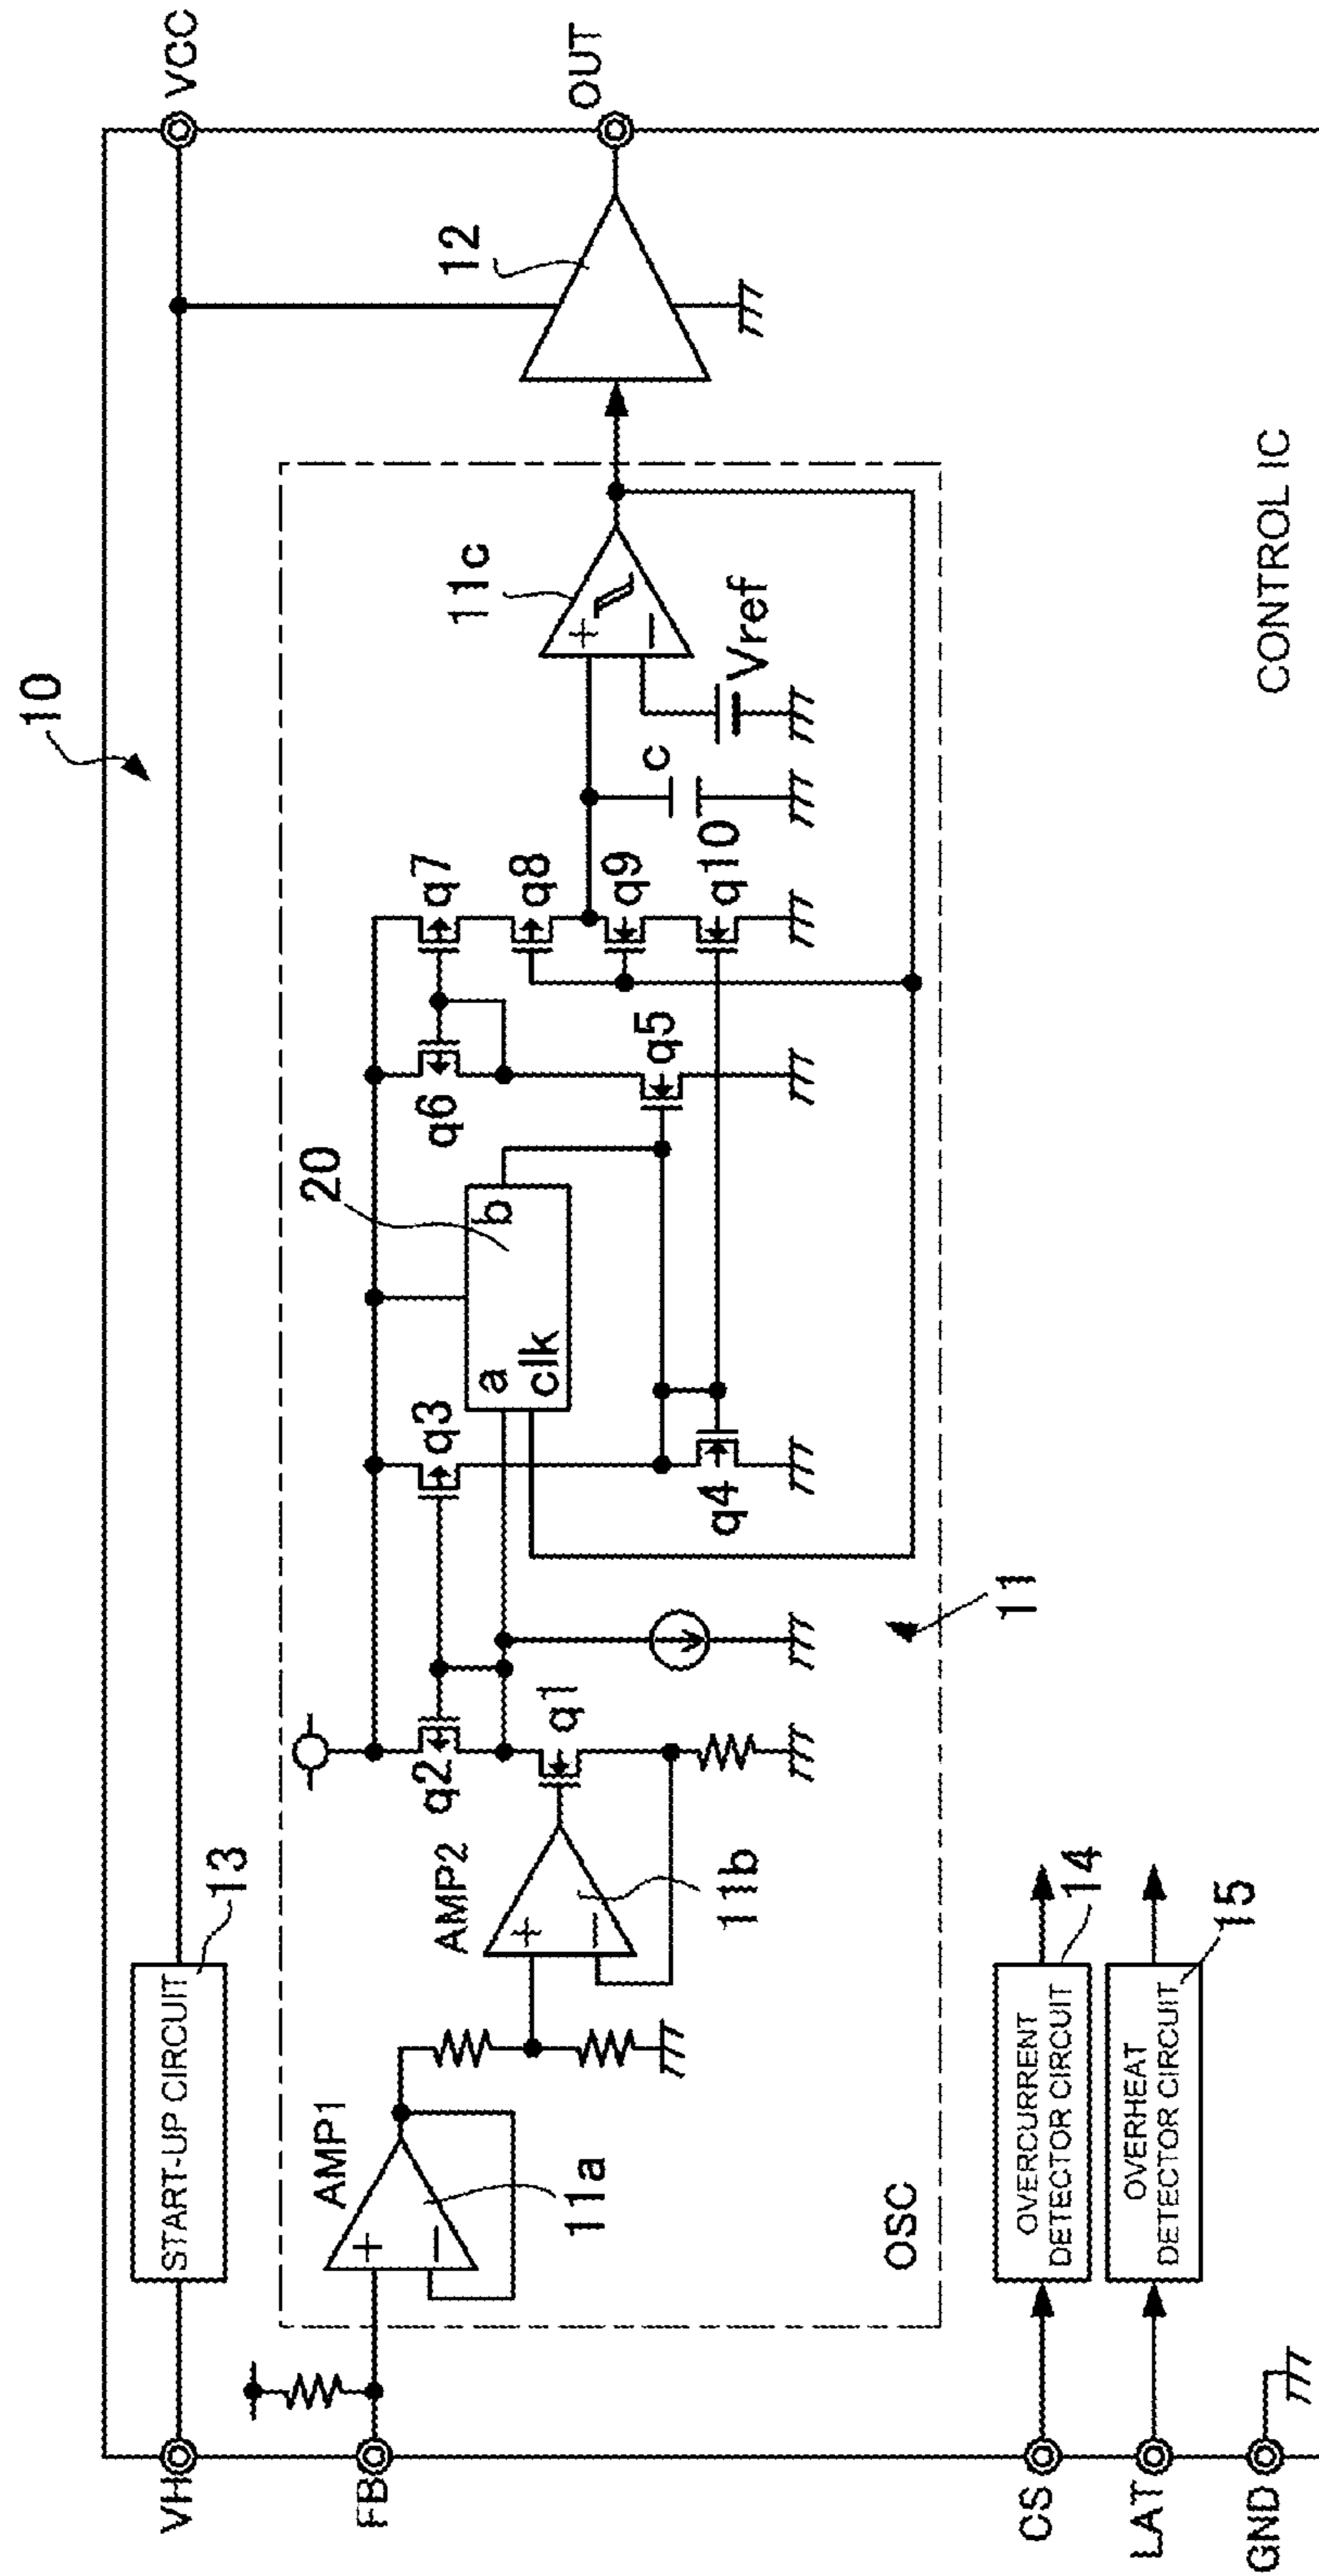 10
VH
START-UP CIRCUIT
13
VCC
FB
AMP1
+
−
11a
AMP2
+
−
11b
q1
q2
q3
q4
20
a
b
clk
q5
q6
q7
q8
q9
q10
c
Vref
11c
+
−
12
OUT
OSC
11
CS
OVERCURRENT
DETECTOR CIRCUIT
14
LAT
OVERHEAT
DETECTOR CIRCUIT
15
GND
CONTROL IC